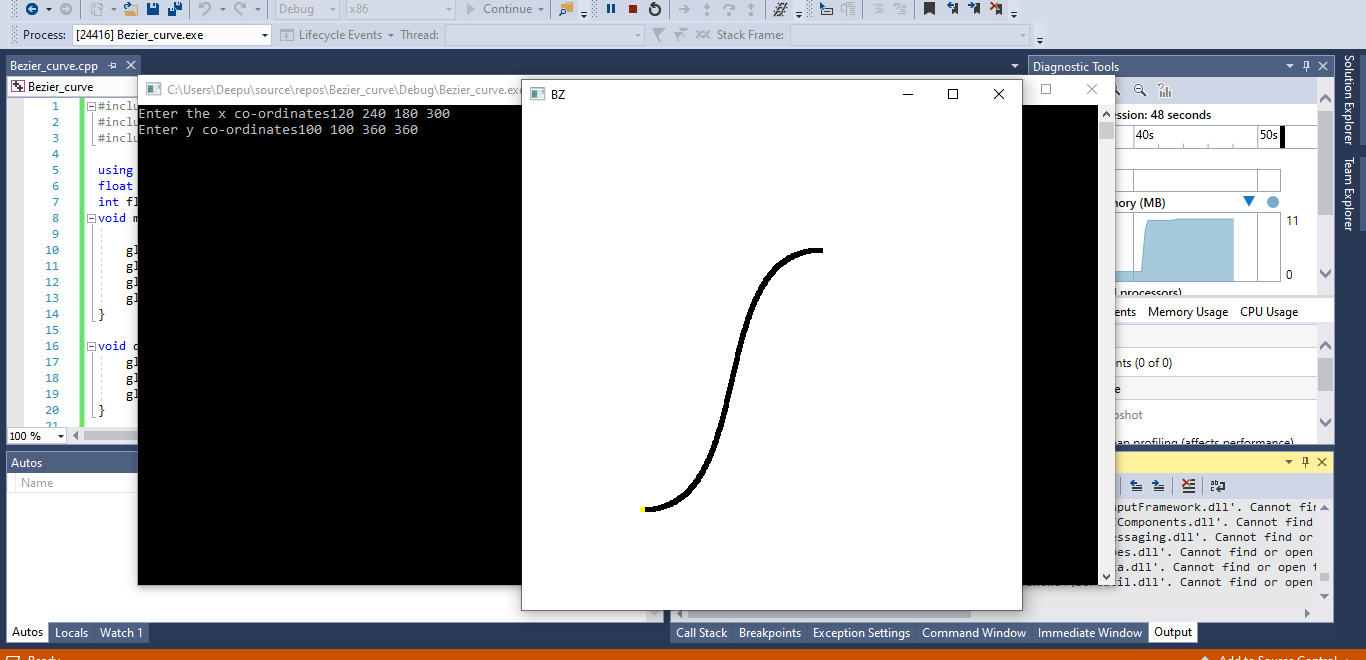 Debug x86 Continue
Process: [24416] Bezier_curve.exe Lifecycle Events Thread: Stack Frame:
Bezier_curve.cpp
Bezier_curve
C:\Users\Deepu\source\repos\Bezier_curve\Debug\Bezier_curve.exe
Enter the x co-ordinates120 240 180 300
Enter y co-ordinates100 100 360 360
BZ
1 #inclu
2 #inclu
3 #inclu
4
5 using
6 float
7 int fl
8 void m
9
10 gl
11 gl
12 gl
13 gl
14 }
15
16 void d
17 gl
18 gl
19 gl
20 }
21
100 %
Diagnostic Tools
ssion: 48 seconds
40s 50s
ory (MB)
11
0
processors)
ents Memory Usage CPU Usage
nts (0 of 0)
e
pshot
ap profiling (affects performance)
Solution Explorer
Team Explorer
Autos
Name
Autos Locals Watch 1
putFramework.dll'. Cannot fin
Components.dll'. Cannot find
essaging.dll'. Cannot find or
pes.dll'. Cannot find or open
ta.dll'. Cannot find or open t
il.dll'. Cannot find or open
Call Stack Breakpoints Exception Settings Command Window Immediate Window Output
Ready Add to Source Control